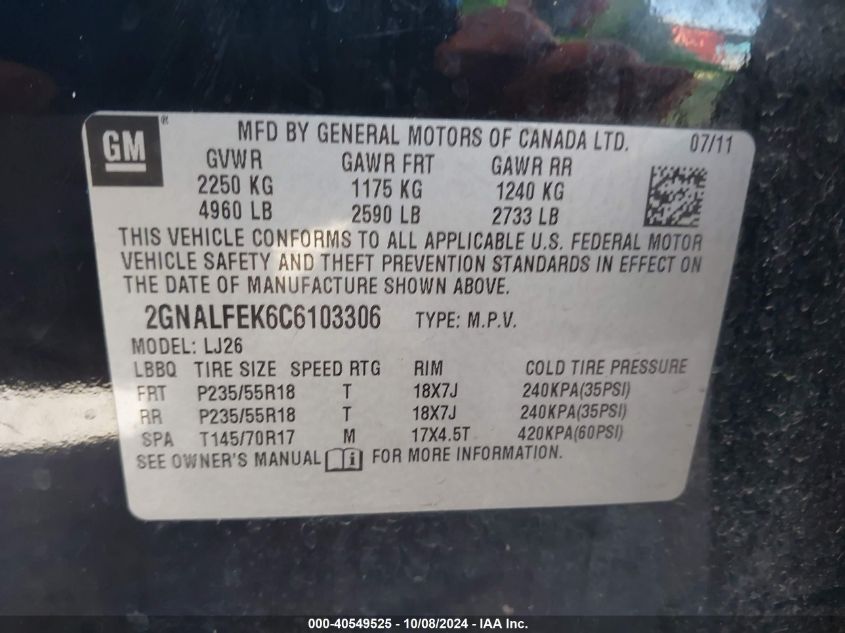 GM ® MFD BY GENERAL MOTORS OF CANADA LTD. 07/11
GVWR GAWR FRT GAWR RR
2250 KG 1175 KG 1240 KG
4960 LB 2590 LB 2733 LB
THIS VEHICLE CONFORMS TO ALL APPLICABLE U.S. FEDERAL MOTOR
VEHICLE SAFETY AND THEFT PREVENTION STANDARDS IN EFFECT ON
THE DATE OF MANUFACTURE SHOWN ABOVE.
2GNALFEK6C6103306 TYPE: M.P.V.
MODEL: LJ26
LBBQ TIRE SIZE SPEED RTG RIM COLD TIRE PRESSURE
FRT P235/55R18 T 18X7J 240KPA(35PSI)
RR P235/55R18 T 18X7J 240KPA(35PSI)
SPA T145/70R17 M 17X4.5T 420KPA(60PSI)
SEE OWNER'S MANUAL i FOR MORE INFORMATION.
000-40549525 - 10/08/2024 - IAA Inc.